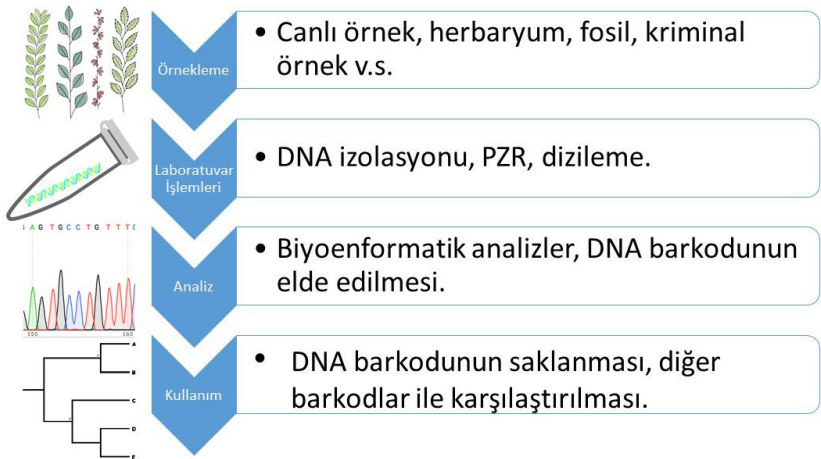 Örnekleme
• Canlı örnek, herbaryum, fosil, kriminal
örnek v.s.
Laboratuvar
İşlemleri
• DNA izolasyonu, PZR, dizileme.
A G T G C C T G T T T
150 160
Analiz
• Biyoenformatik analizler, DNA barkodunun
elde edilmesi.
A
B
C
D
E
Kullanım
• DNA barkodunun saklanması, diğer
barkodlar ile karşılaştırılması.